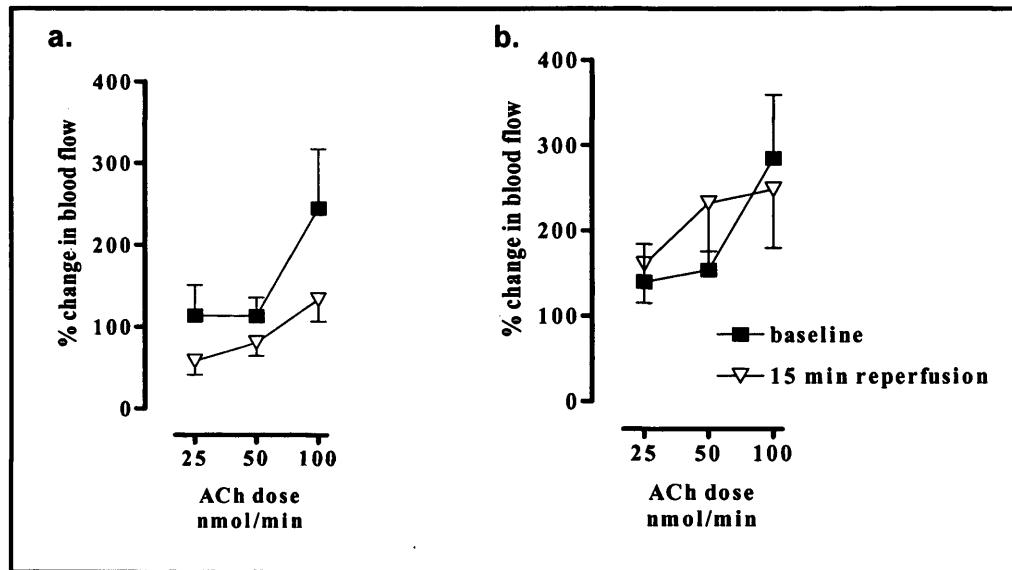 a.
% change in blood flow
400
300
200
100
0
25 50 100
ACh dose
nmol/min
b.
% change in blood flow
400
300
200
100
0
baseline
15 min reperfusion
25 50 100
ACh dose
nmol/min